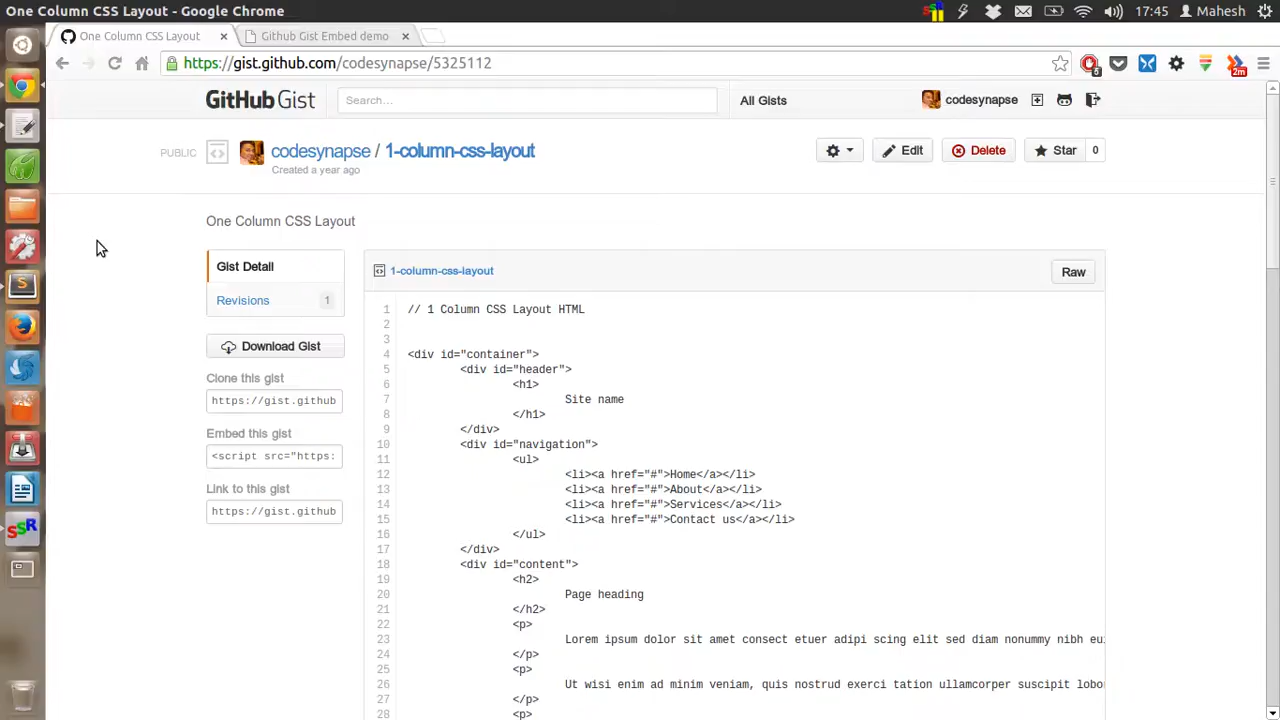 One Column CSS Layout - Google Chrome
17:45
Mahesh
One Column CSS Layout
Github Gist Embed demo
https://gist.github.com/codesynapse/5325112
5
2m
GitHub Gist
Search...
All Gists
codesynapse
PUBLIC
codesynapse / 1-column-css-layout
Created a year ago
Edit
Delete
Star
0
One Column CSS Layout
Gist Detail
Revisions
1
Download Gist
Clone this gist
https://gist.github
Embed this gist
<script src="https:
Link to this gist
https://gist.github
1-column-css-layout
Raw
1 // 1 Column CSS Layout HTML
2
3
4 <div id="container">
5 <div id="header">
6 <h1>
7 Site name
8 </h1>
9 </div>
10 <div id="navigation">
11 <ul>
12 <li><a href="#">Home</a></li>
13 <li><a href="#">About</a></li>
14 <li><a href="#">Services</a></li>
15 <li><a href="#">Contact us</a></li>
16 </ul>
17 </div>
18 <div id="content">
19 <h2>
20 Page heading
21 </h2>
22 <p>
23 Lorem ipsum dolor sit amet consect etuer adipi scing elit sed diam nonummy nibh eui
24 </p>
25 <p>
26 Ut wisi enim ad minim veniam, quis nostrud exerci tation ullamcorper suscipit lobo
27 </p>
28 <p>
SSR